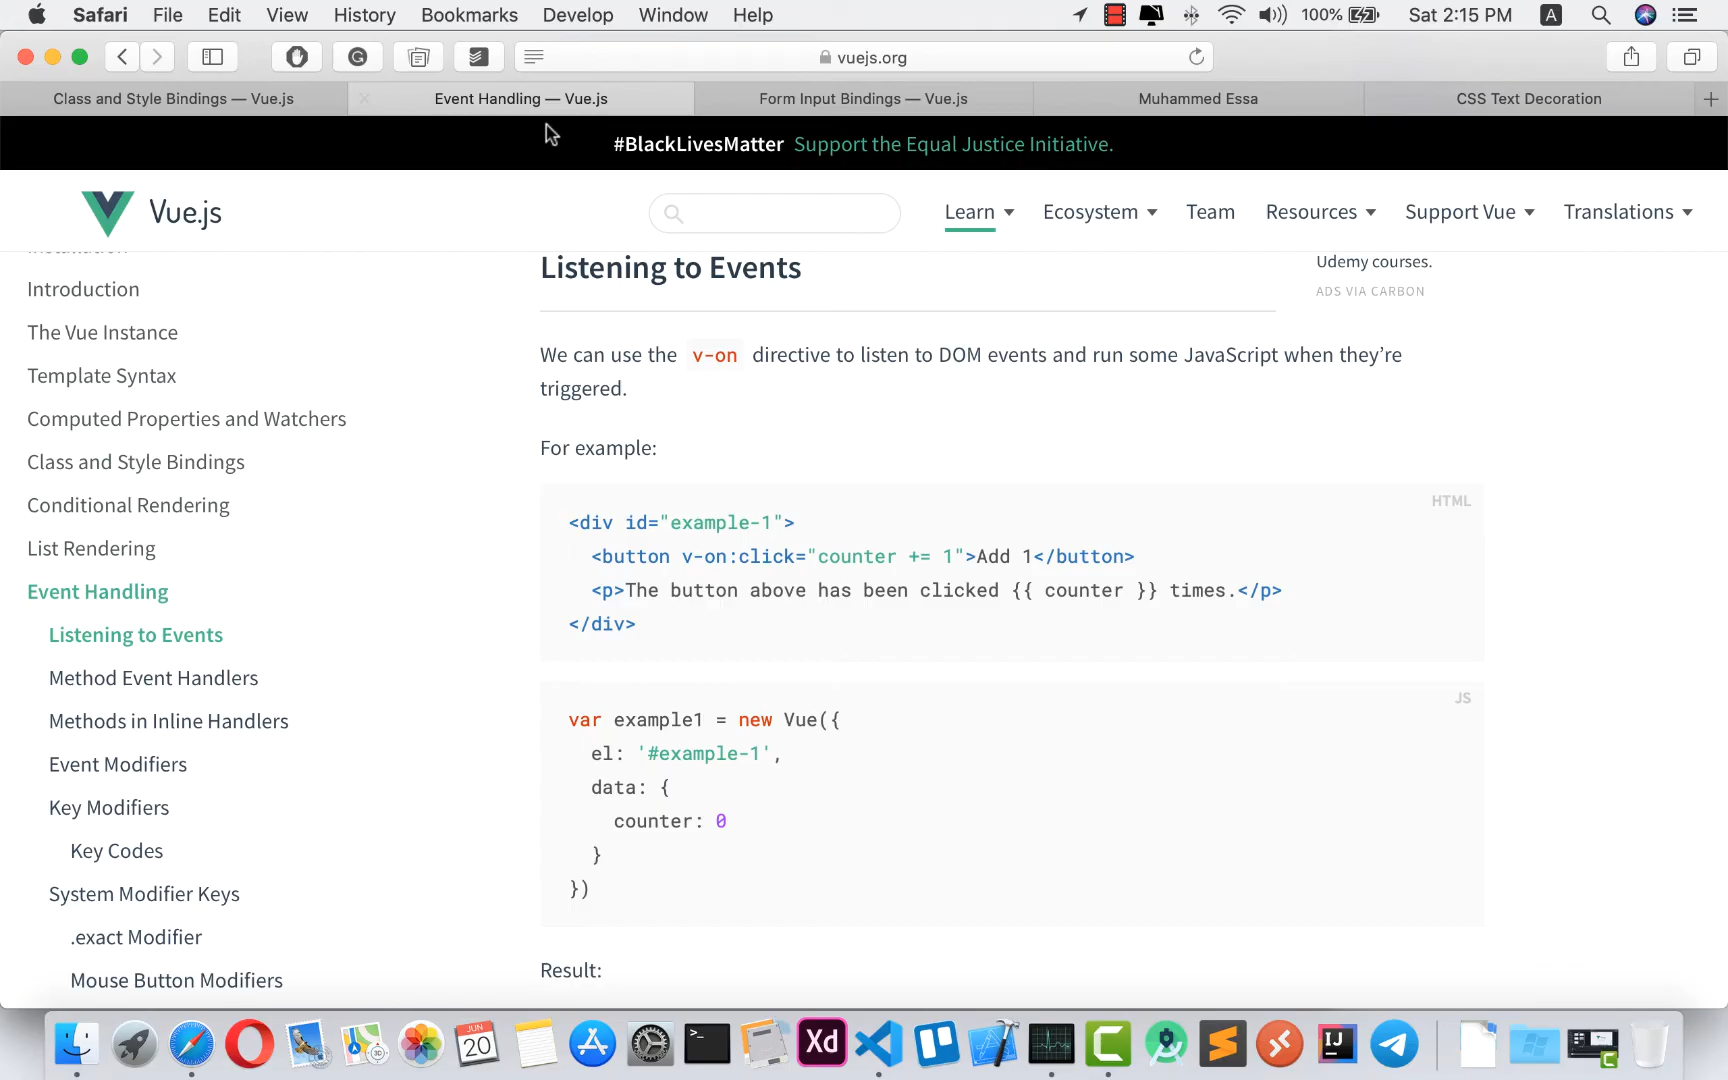 Safari File Edit View History Bookmarks Develop Window Help 100% Sat 2:15 PM A
vuejs.org
Class and Style Bindings — Vue.js
Event Handling — Vue.js
Form Input Bindings — Vue.js
Muhammed Essa
CSS Text Decoration
#BlackLivesMatter Support the Equal Justice Initiative.
Vue.js
Learn Ecosystem Team Resources Support Vue Translations
Installation
Introduction
The Vue Instance
Template Syntax
Computed Properties and Watchers
Class and Style Bindings
Conditional Rendering
List Rendering
Event Handling
Listening to Events
Method Event Handlers
Methods in Inline Handlers
Event Modifiers
Key Modifiers
Key Codes
System Modifier Keys
.exact Modifier
Mouse Button Modifiers
Listening to Events
We can use the v-on directive to listen to DOM events and run some JavaScript when they’re
triggered.
For example:
HTML
<div id="example-1">
<button v-on:click="counter += 1">Add 1</button>
<p>The button above has been clicked {{ counter }} times.</p>
</div>
JS
var example1 = new Vue({
el: '#example-1',
data: {
counter: 0
}
})
Result:
Udemy courses.
ADS VIA CARBON
3D
JUN
20
>_
Xd
IJ